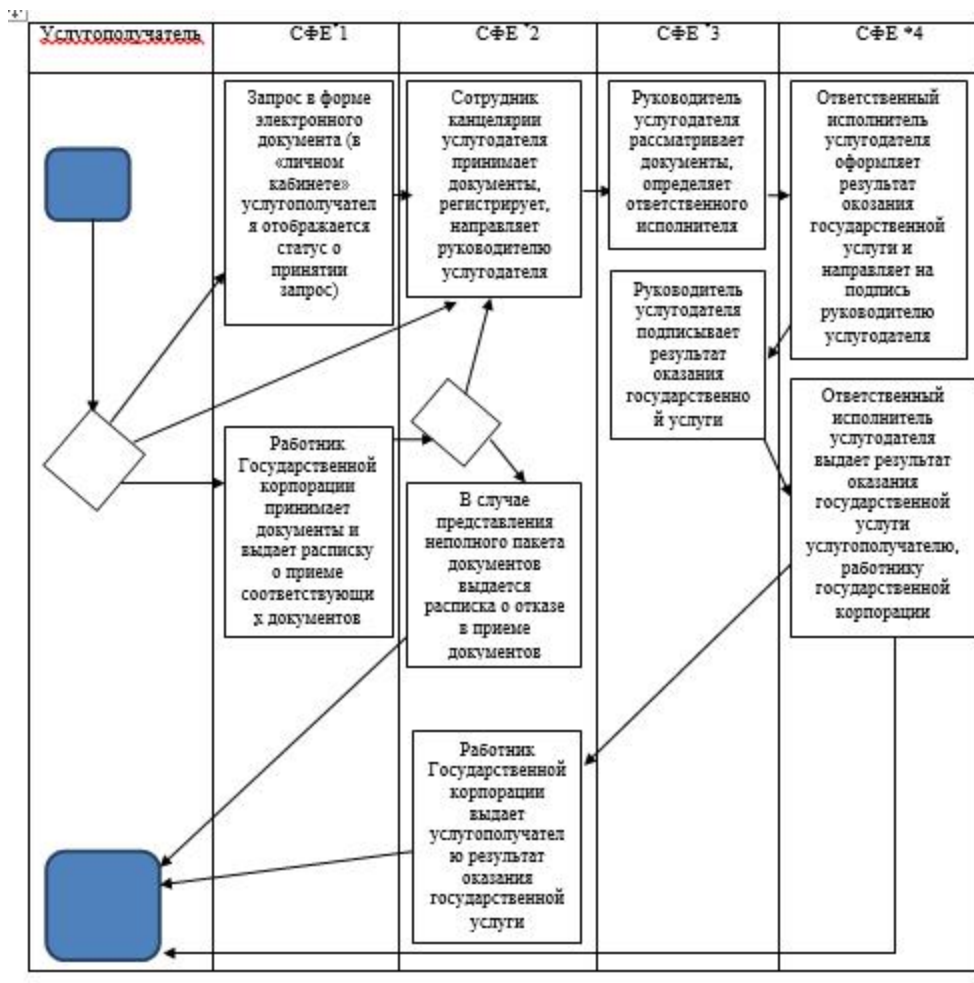 Услугополучатель
СФЕ*1
СФЕ *2
СФЕ *3
СФЕ *4
Запрос в форме
электронного
документа (в
«личном
кабинете»
услугополучател
я отображается
статус о
принятии
запрос)
Сотрудник
канцелярии
услугодателя
принимает
документы,
регистрирует,
направляет
руководителю
услугодателя
Руководитель
услугодателя
рассматривает
документы,
определяет
ответственного
исполнителя
Ответственный
исполнитель
услугодателя
оформляет
результат
окозания
государственной
услуги и
направляет на
подпись
руководителю
услугодателя
Руководитель
услугодателя
подписывает
результат
оказания
государственно
й услуги
Работник
Государственной
корпорации
принимает
документы и
выдает расписку
о приеме
соответствующи
х документов
В случае
представления
неполного пакета
документов
выдается
расписка о отказе
в приеме
документов
Ответственный
исполнитель
услугодателя
выдает результат
оказания
государственной
услуги
услугополучателю,
работнику
государственной
корпорации
Работник
Государственной
корпорации
выдает
услугополучател
ю результат
оказания
государственной
услуги